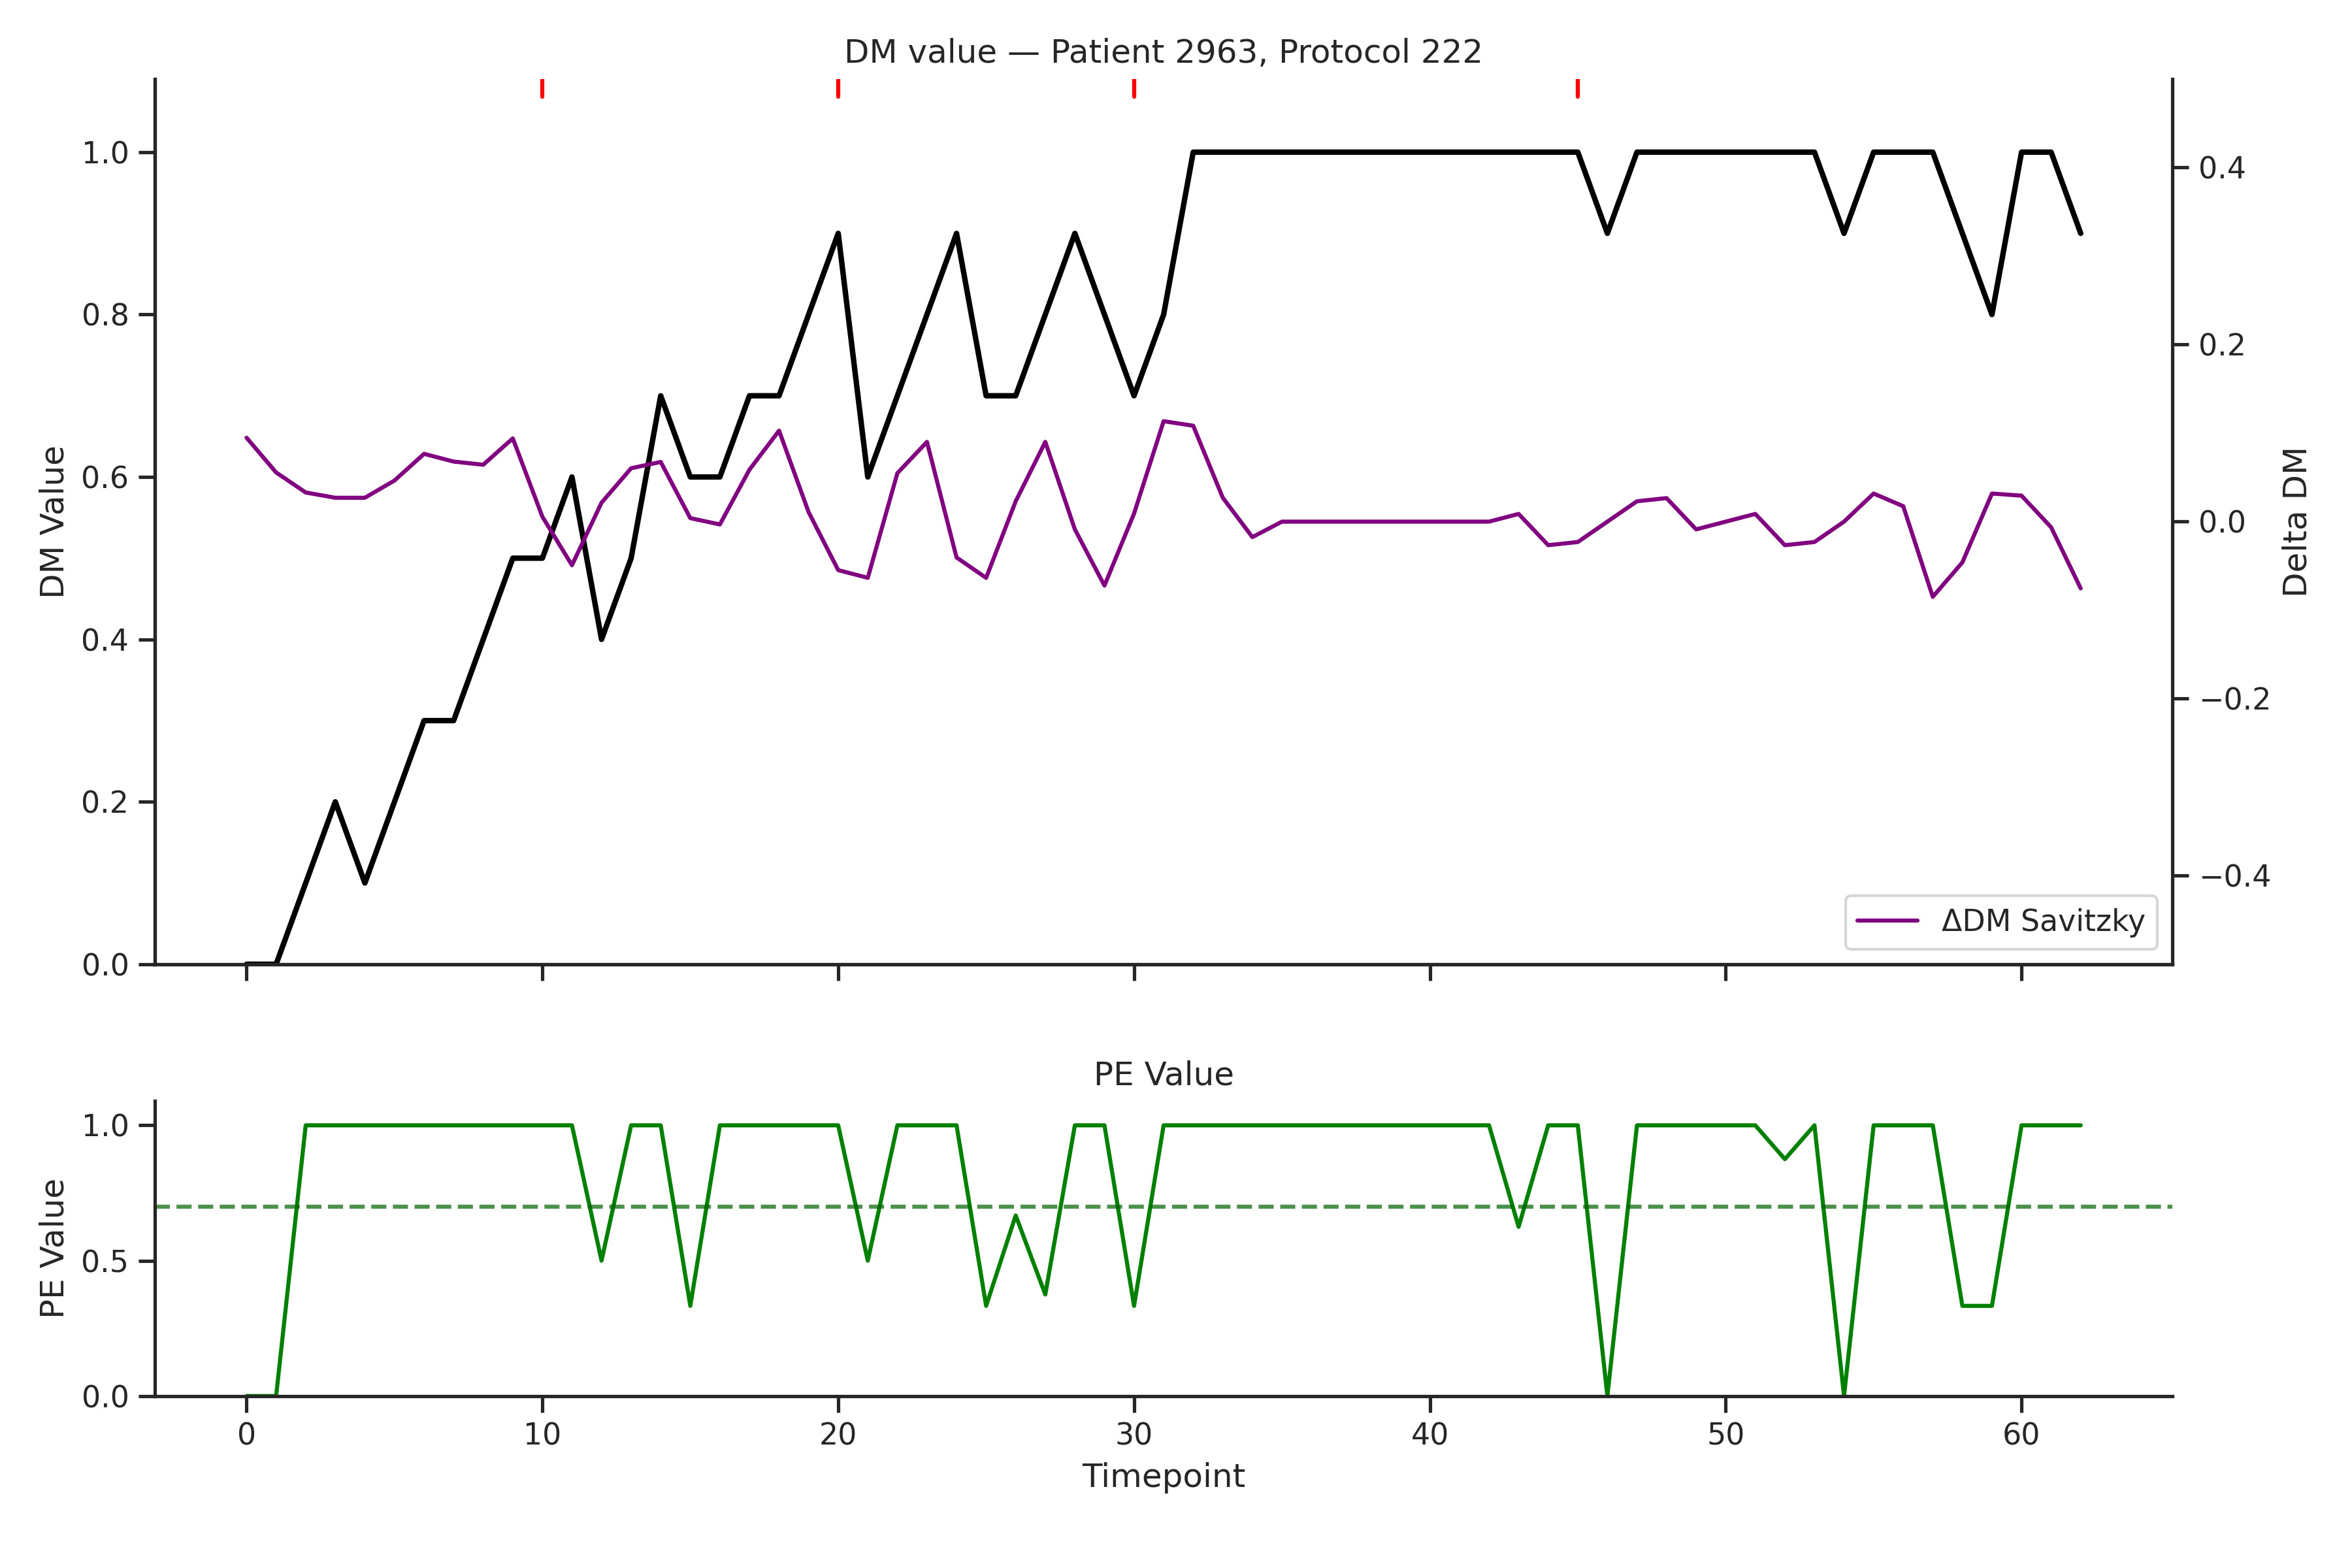 DM value — Patient 2963, Protocol 222
1.0
0.8
0.6
0.4
0.2
0.0
DM Value
0.4
0.2
0.0
−0.2
−0.4
Delta DM
ΔDM Savitzky
PE Value
1.0
0.5
0.0
PE Value
0 10 20 30 40 50 60
Timepoint